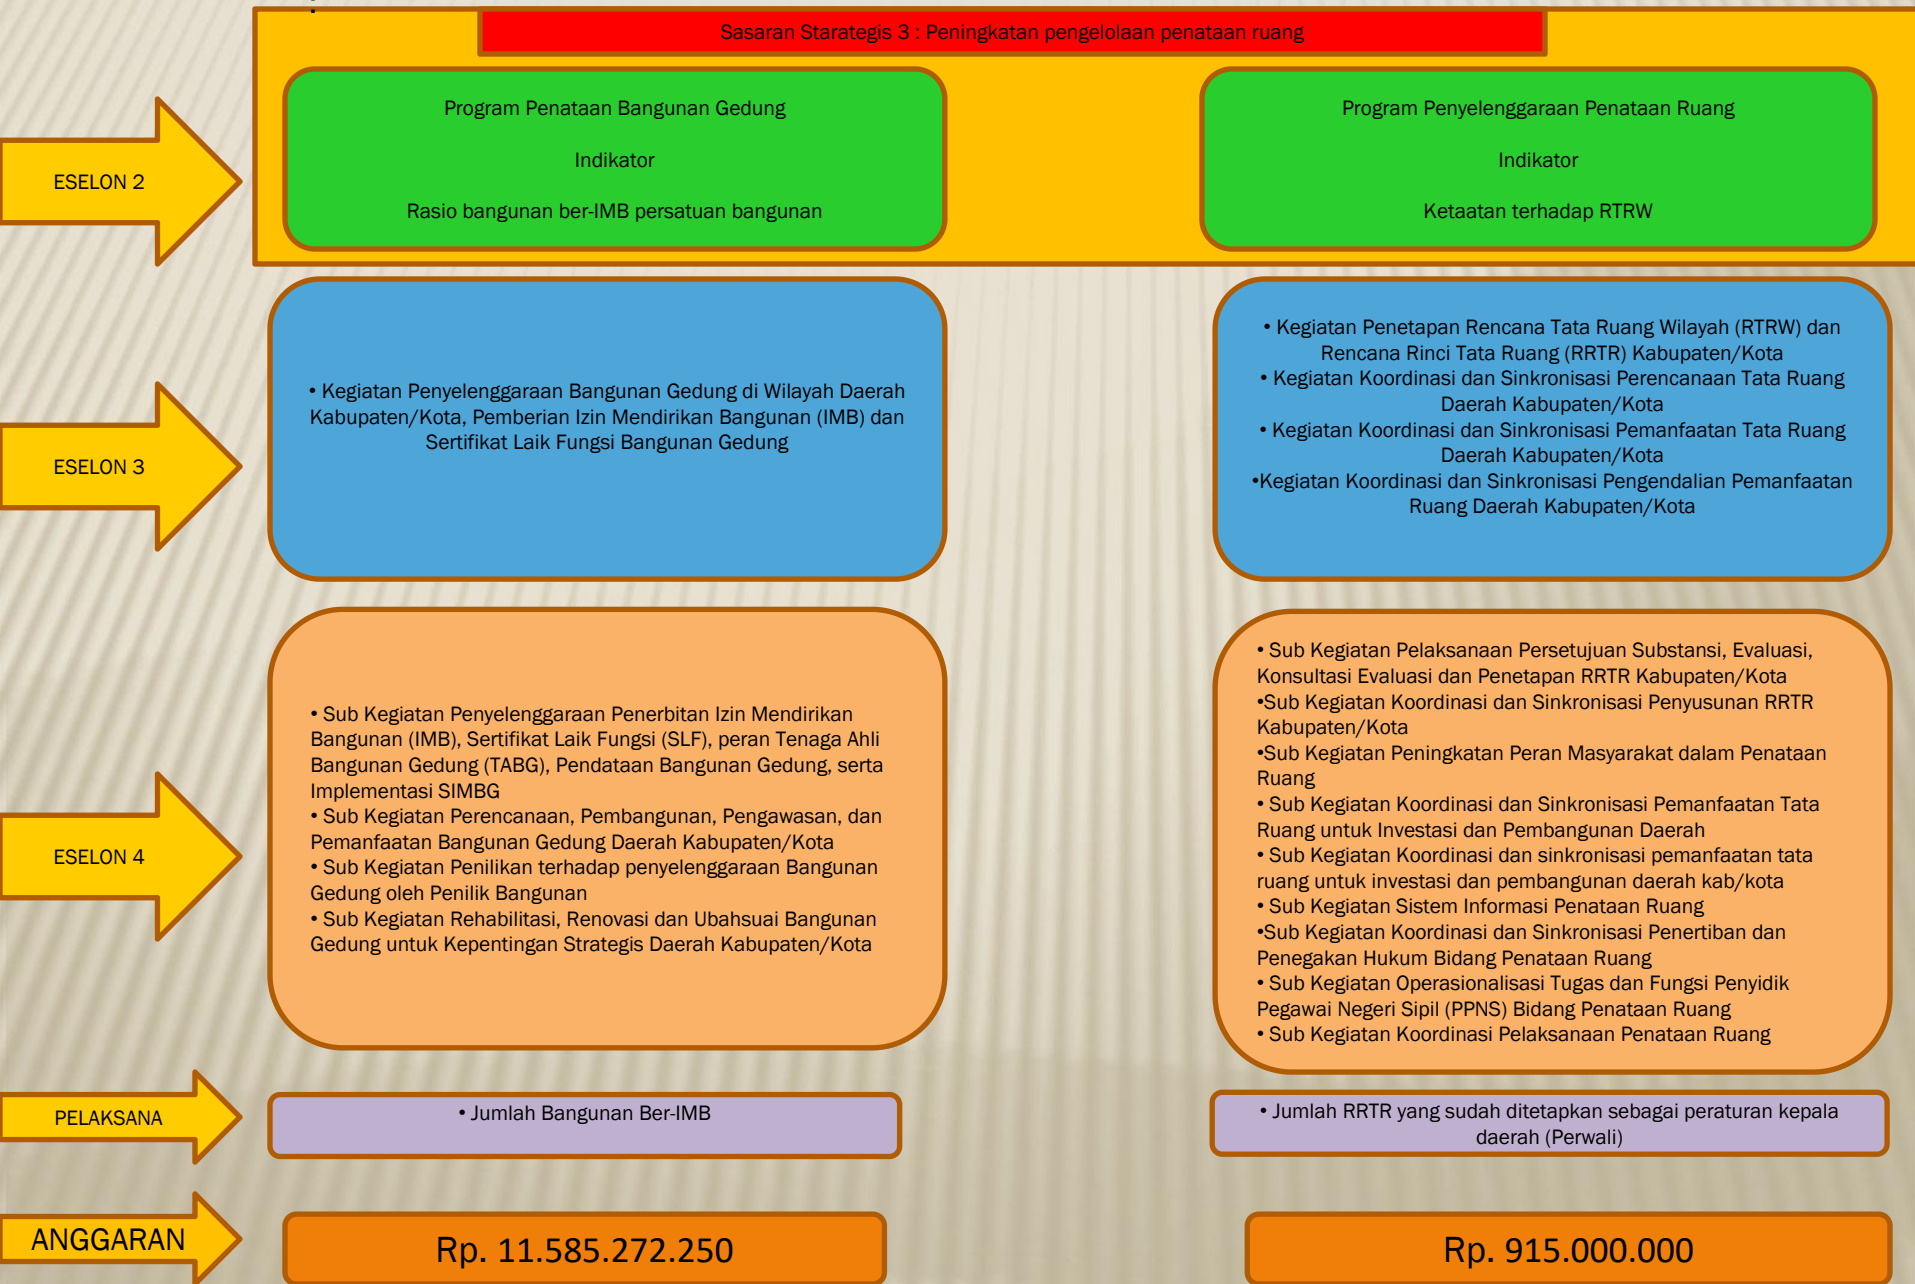 Sasaran Starategis 3 : Peningkatan pengelolaan penataan ruang
ESELON 2
Program Penataan Bangunan Gedung
Indikator
Rasio bangunan ber-IMB persatuan bangunan
Program Penyelenggaraan Penataan Ruang
Indikator
Ketaatan terhadap RTRW
ESELON 3
• Kegiatan Penyelenggaraan Bangunan Gedung di Wilayah Daerah
Kabupaten/Kota, Pemberian Izin Mendirikan Bangunan (IMB) dan
Sertifikat Laik Fungsi Bangunan Gedung
• Kegiatan Penetapan Rencana Tata Ruang Wilayah (RTRW) dan
Rencana Rinci Tata Ruang (RRTR) Kabupaten/Kota
• Kegiatan Koordinasi dan Sinkronisasi Perencanaan Tata Ruang
Daerah Kabupaten/Kota
• Kegiatan Koordinasi dan Sinkronisasi Pemanfaatan Tata Ruang
Daerah Kabupaten/Kota
•Kegiatan Koordinasi dan Sinkronisasi Pengendalian Pemanfaatan
Ruang Daerah Kabupaten/Kota
ESELON 4
• Sub Kegiatan Penyelenggaraan Penerbitan Izin Mendirikan
Bangunan (IMB), Sertifikat Laik Fungsi (SLF), peran Tenaga Ahli
Bangunan Gedung (TABG), Pendataan Bangunan Gedung, serta
Implementasi SIMBG
• Sub Kegiatan Perencanaan, Pembangunan, Pengawasan, dan
Pemanfaatan Bangunan Gedung Daerah Kabupaten/Kota
• Sub Kegiatan Penilikan terhadap penyelenggaraan Bangunan
Gedung oleh Penilik Bangunan
• Sub Kegiatan Rehabilitasi, Renovasi dan Ubahsuai Bangunan
Gedung untuk Kepentingan Strategis Daerah Kabupaten/Kota
• Sub Kegiatan Pelaksanaan Persetujuan Substansi, Evaluasi,
Konsultasi Evaluasi dan Penetapan RRTR Kabupaten/Kota
•Sub Kegiatan Koordinasi dan Sinkronisasi Penyusunan RRTR
Kabupaten/Kota
•Sub Kegiatan Peningkatan Peran Masyarakat dalam Penataan
Ruang
• Sub Kegiatan Koordinasi dan Sinkronisasi Pemanfaatan Tata
Ruang untuk Investasi dan Pembangunan Daerah
• Sub Kegiatan Koordinasi dan sinkronisasi pemanfaatan tata
ruang untuk investasi dan pembangunan daerah kab/kota
• Sub Kegiatan Sistem Informasi Penataan Ruang
•Sub Kegiatan Koordinasi dan Sinkronisasi Penertiban dan
Penegakan Hukum Bidang Penataan Ruang
• Sub Kegiatan Operasionalisasi Tugas dan Fungsi Penyidik
Pegawai Negeri Sipil (PPNS) Bidang Penataan Ruang
• Sub Kegiatan Koordinasi Pelaksanaan Penataan Ruang
PELAKSANA
• Jumlah Bangunan Ber-IMB
• Jumlah RRTR yang sudah ditetapkan sebagai peraturan kepala
daerah (Perwali)
ANGGARAN
Rp. 11.585.272.250
Rp. 915.000.000